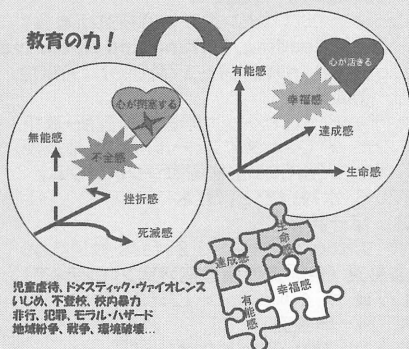 教育の力！
心が閉塞する
無能感
不全感
挫折感
死滅感
心が活きる
有能感
幸福感
達成感
生命感
達成感
生命感
有能感
幸福感
児童虐待、ドメスティック・ヴァイオレンス
いじめ、不登校、校内暴力
非行、犯罪、モラル・ハザード
地域紛争、戦争、環境破壊…